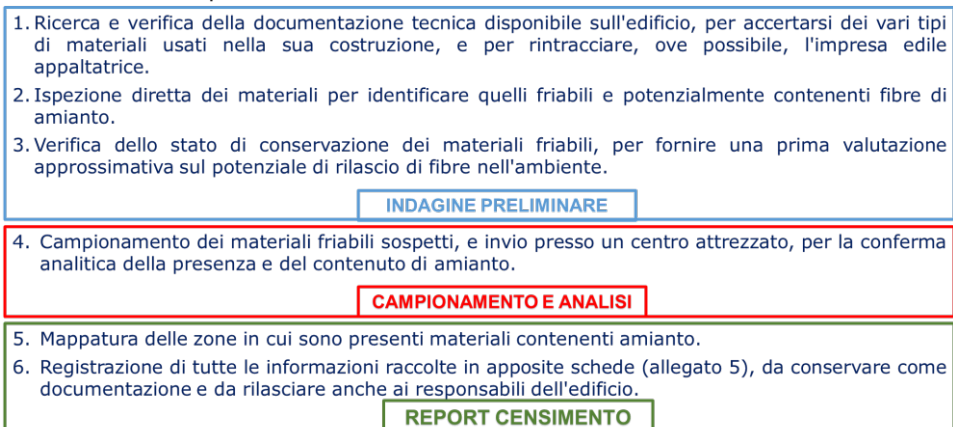 1. Ricerca e verifica della documentazione tecnica disponibile sull'edificio, per accertarsi dei vari tipi
di materiali usati nella sua costruzione, e per rintracciare, ove possibile, l'impresa edile
appaltatrice.
2. Ispezione diretta dei materiali per identificare quelli friabili e potenzialmente contenenti fibre di
amianto.
3. Verifica dello stato di conservazione dei materiali friabili, per fornire una prima valutazione
approssimativa sul potenziale di rilascio di fibre nell'ambiente.
INDAGINE PRELIMINARE
4. Campionamento dei materiali friabili sospetti, e invio presso un centro attrezzato, per la conferma
analitica della presenza e del contenuto di amianto.
CAMPIONAMENTO E ANALISI
5. Mappatura delle zone in cui sono presenti materiali contenenti amianto.
6. Registrazione di tutte le informazioni raccolte in apposite schede (allegato 5), da conservare come
documentazione e da rilasciare anche ai responsabili dell'edificio.
REPORT CENSIMENTO